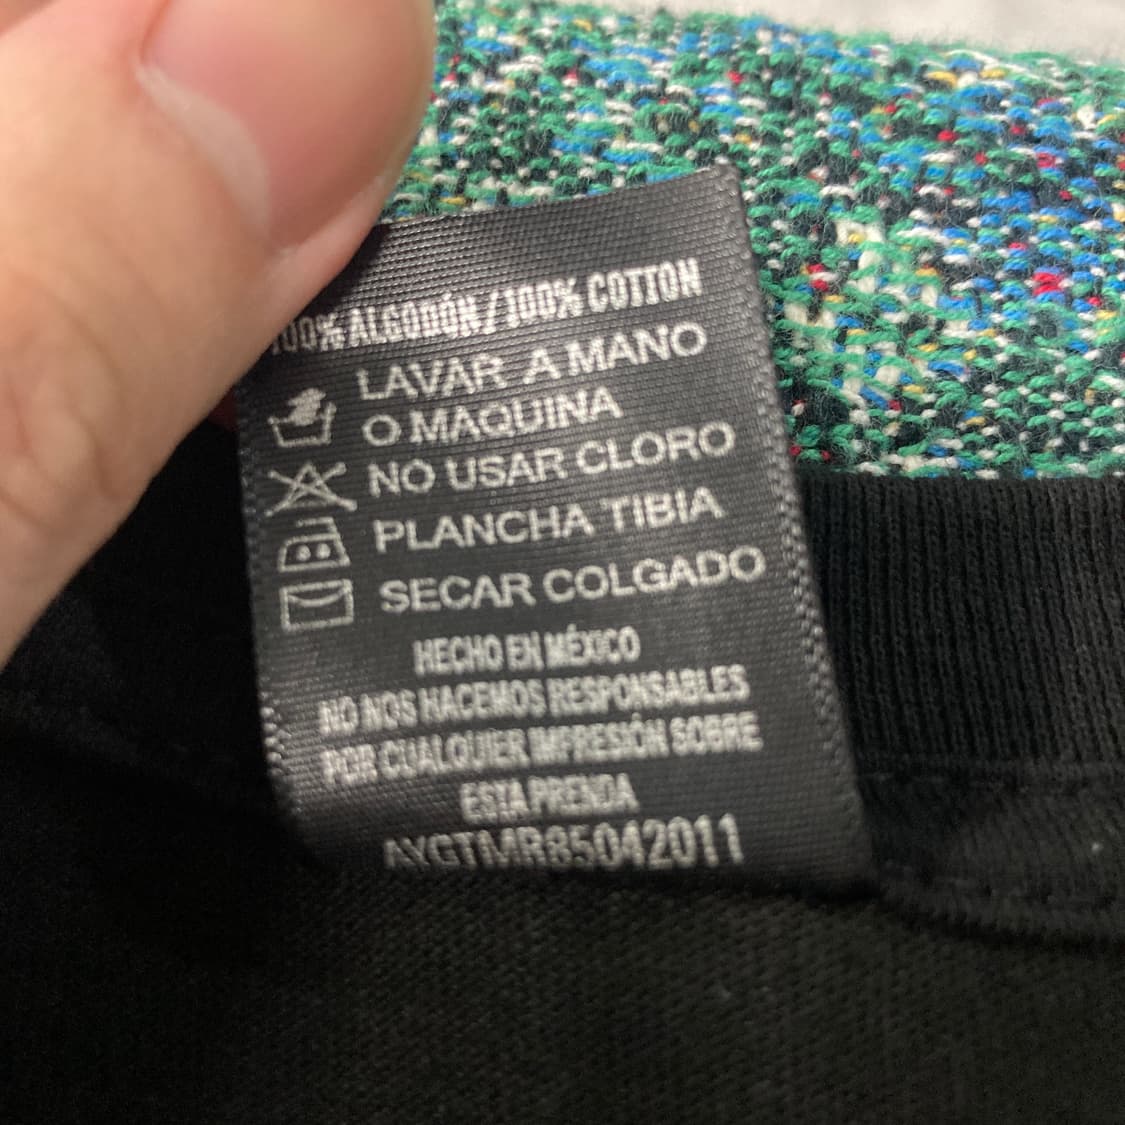 100% ALGODÓN / 100% COTTON
LAVAR A MANO
O MAQUINA
NO USAR CLORO
PLANCHA TIBIA
SECAR COLGADO
HECHO EN MÉXICO
NO NOS HACEMOS RESPONSABLES
POR CUALQUIER IMPRESIÓN SOBRE
ESTA PRENDA
AYGTMR85042011